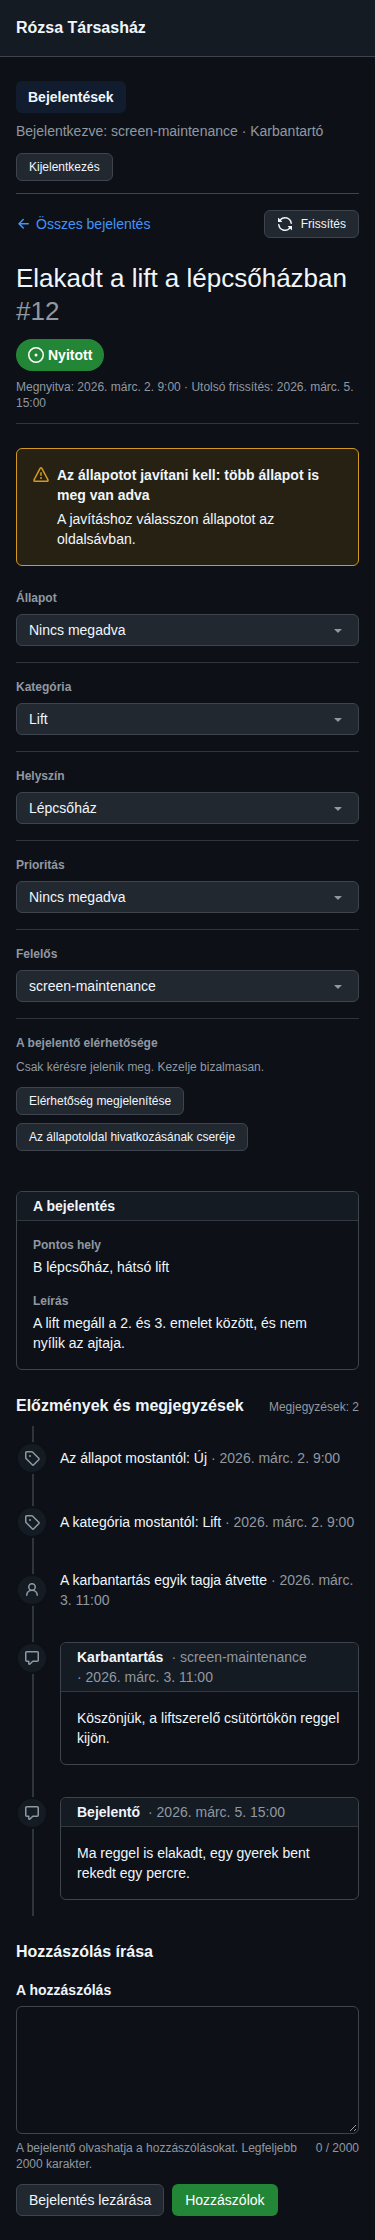 Rózsa Társasház
Bejelentések
Bejelentkezve: screen-maintenance · Karbantartó
Kijelentkezés
← Összes bejelentés
Frissítés
Elakadt a lift a lépcsőházban
#12
Nyitott
Megnyitva: 2026. márc. 2. 9:00 · Utolsó frissítés: 2026. márc. 5.
15:00
Az állapotot javítani kell: több állapot is
meg van adva
A javításhoz válasszon állapotot az
oldalsávban.
Állapot
Nincs megadva
Kategória
Lift
Helyszín
Lépcsőház
Prioritás
Nincs megadva
Felelős
screen-maintenance
A bejelentő elérhetősége
Csak kérésre jelenik meg. Kezelje bizalmasan.
Elérhetőség megjelenítése
Az állapotoldal hivatkozásának cseréje
A bejelentés
Pontos hely
B lépcsőház, hátsó lift
Leírás
A lift megáll a 2. és 3. emelet között, és nem
nyílik az ajtaja.
Előzmények és megjegyzések
Megjegyzések: 2
Az állapot mostantól: Új · 2026. márc. 2. 9:00
A kategória mostantól: Lift · 2026. márc. 2. 9:00
A karbantartás egyik tagja átvette · 2026. márc.
3. 11:00
Karbantartás · screen-maintenance
· 2026. márc. 3. 11:00
Köszönjük, a liftszerelő csütörtökön reggel
kijön.
Bejelentő · 2026. márc. 5. 15:00
Ma reggel is elakadt, egy gyerek bent
rekedt egy percre.
Hozzászólás írása
A hozzászólás
A bejelentő olvashatja a hozzászólásokat. Legfeljebb
2000 karakter.
0 / 2000
Bejelentés lezárása
Hozzászólok